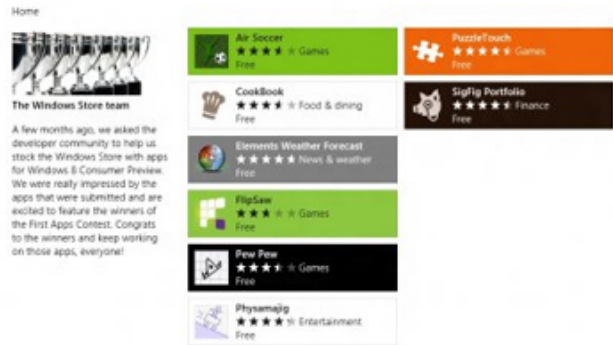 Home
The Windows Store team
A few months ago, we asked the
developer community to help us
stock the Windows Store with apps
for Windows 8 Consumer Preview.
We were really impressed by the
apps that were submitted and are
excited to feature the winners of
the First Apps Contest. Congrats
to the winners and keep working
on those apps, everyone!
Air Soccer
Games
Free
CookBook
Food & dining
Free
Elements Weather Forecast
News & weather
Free
FlipSaw
Games
Free
Pew Pew
Games
Free
Physamajig
Entertainment
Free
PuzzleTouch
Games
Free
SigFig Portfolio
Finance
Free